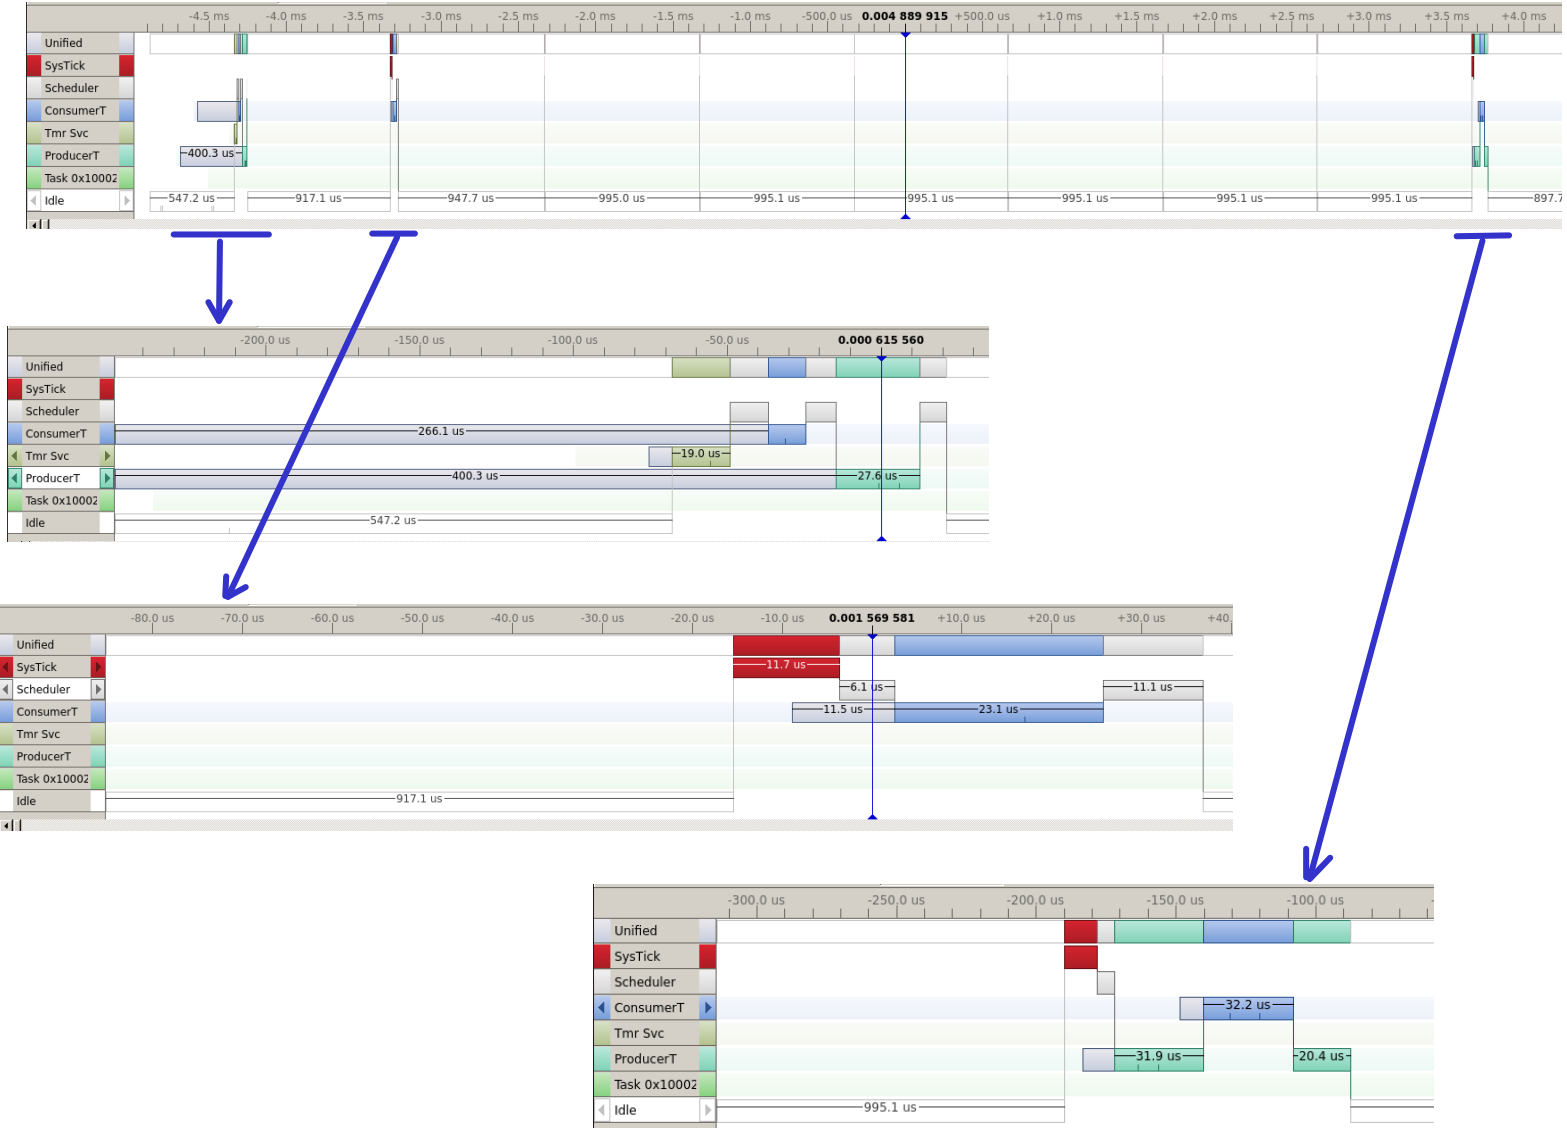 -4.5 ms -4.0 ms -3.5 ms -3.0 ms -2.5 ms -2.0 ms -1.5 ms -1.0 ms -500.0 us 0.004 889 915 +500.0 us +1.0 ms +1.5 ms +2.0 ms +2.5 ms +3.0 ms +3.5 ms +4.0 ms
Unified
SysTick
Scheduler
ConsumerT
Tmr Svc
ProducerT 400.3 us
Task 0x10002
Idle 547.2 us 917.1 us 947.7 us 995.0 us 995.1 us 995.1 us 995.1 us 995.1 us 995.1 us 897.7
-200.0 us -150.0 us -100.0 us -50.0 us 0.000 615 560
Unified
SysTick
Scheduler
ConsumerT 266.1 us
Tmr Svc 19.0 us
ProducerT 400.3 us 27.6 us
Task 0x10002
Idle 547.2 us
-80.0 us -70.0 us -60.0 us -50.0 us -40.0 us -30.0 us -20.0 us -10.0 us 0.001 569 581 +10.0 us +20.0 us +30.0 us +40.
Unified
SysTick 11.7 us
Scheduler 6.1 us 11.1 us
ConsumerT 11.5 us 23.1 us
Tmr Svc
ProducerT
Task 0x10002
Idle 917.1 us
-300.0 us -250.0 us -200.0 us -150.0 us -100.0 us
Unified
SysTick
Scheduler
ConsumerT 32.2 us
Tmr Svc
ProducerT 31.9 us 20.4 us
Task 0x10002
Idle 995.1 us